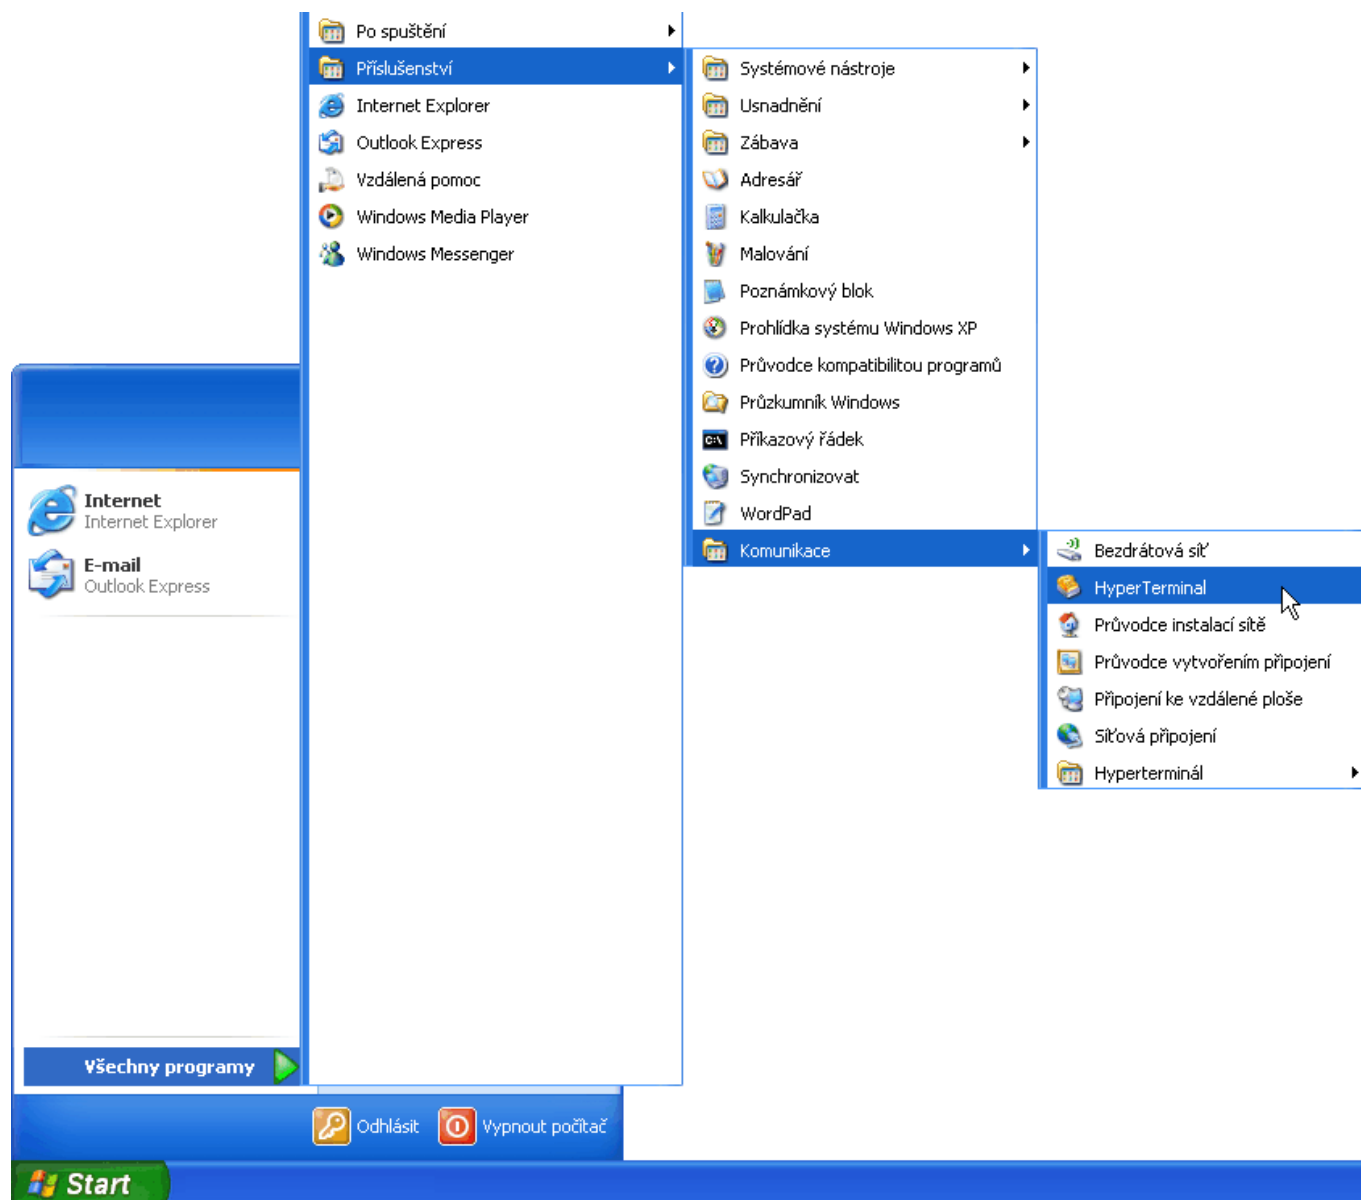 Po spuštění
Příslušenství
Internet Explorer
Outlook Express
Vzdálená pomoc
Windows Media Player
Windows Messenger
Systémové nástroje
Usnadnění
Zábava
Adresář
Kalkulačka
Malování
Poznámkový blok
Prohlídka systému Windows XP
Průvodce kompatibilitou programů
Průzkumník Windows
C:\
Příkazový řádek
Synchronizovat
WordPad
Komunikace
Bezdrátová síť
HyperTerminal
Průvodce instalací sítě
Průvodce vytvořením připojení
Připojení ke vzdálené ploše
Síťová připojení
Hyperterminál
Internet
Internet Explorer
E-mail
Outlook Express
Všechny programy
Odhlásit
Vypnout počítač
Start